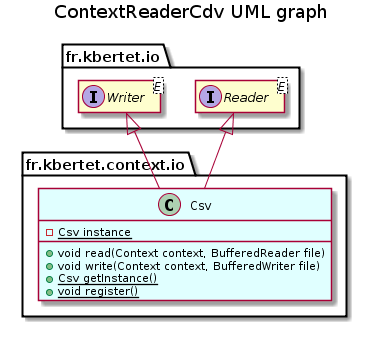 ContextReaderCdv UML graph
fr.kbertet.io
I Writer E
I Reader E
fr.kbertet.context.io
C Csv
Csv instance
void read(Context context, BufferedReader file)
void write(Context context, BufferedWriter file)
Csv getInstance()
void register()